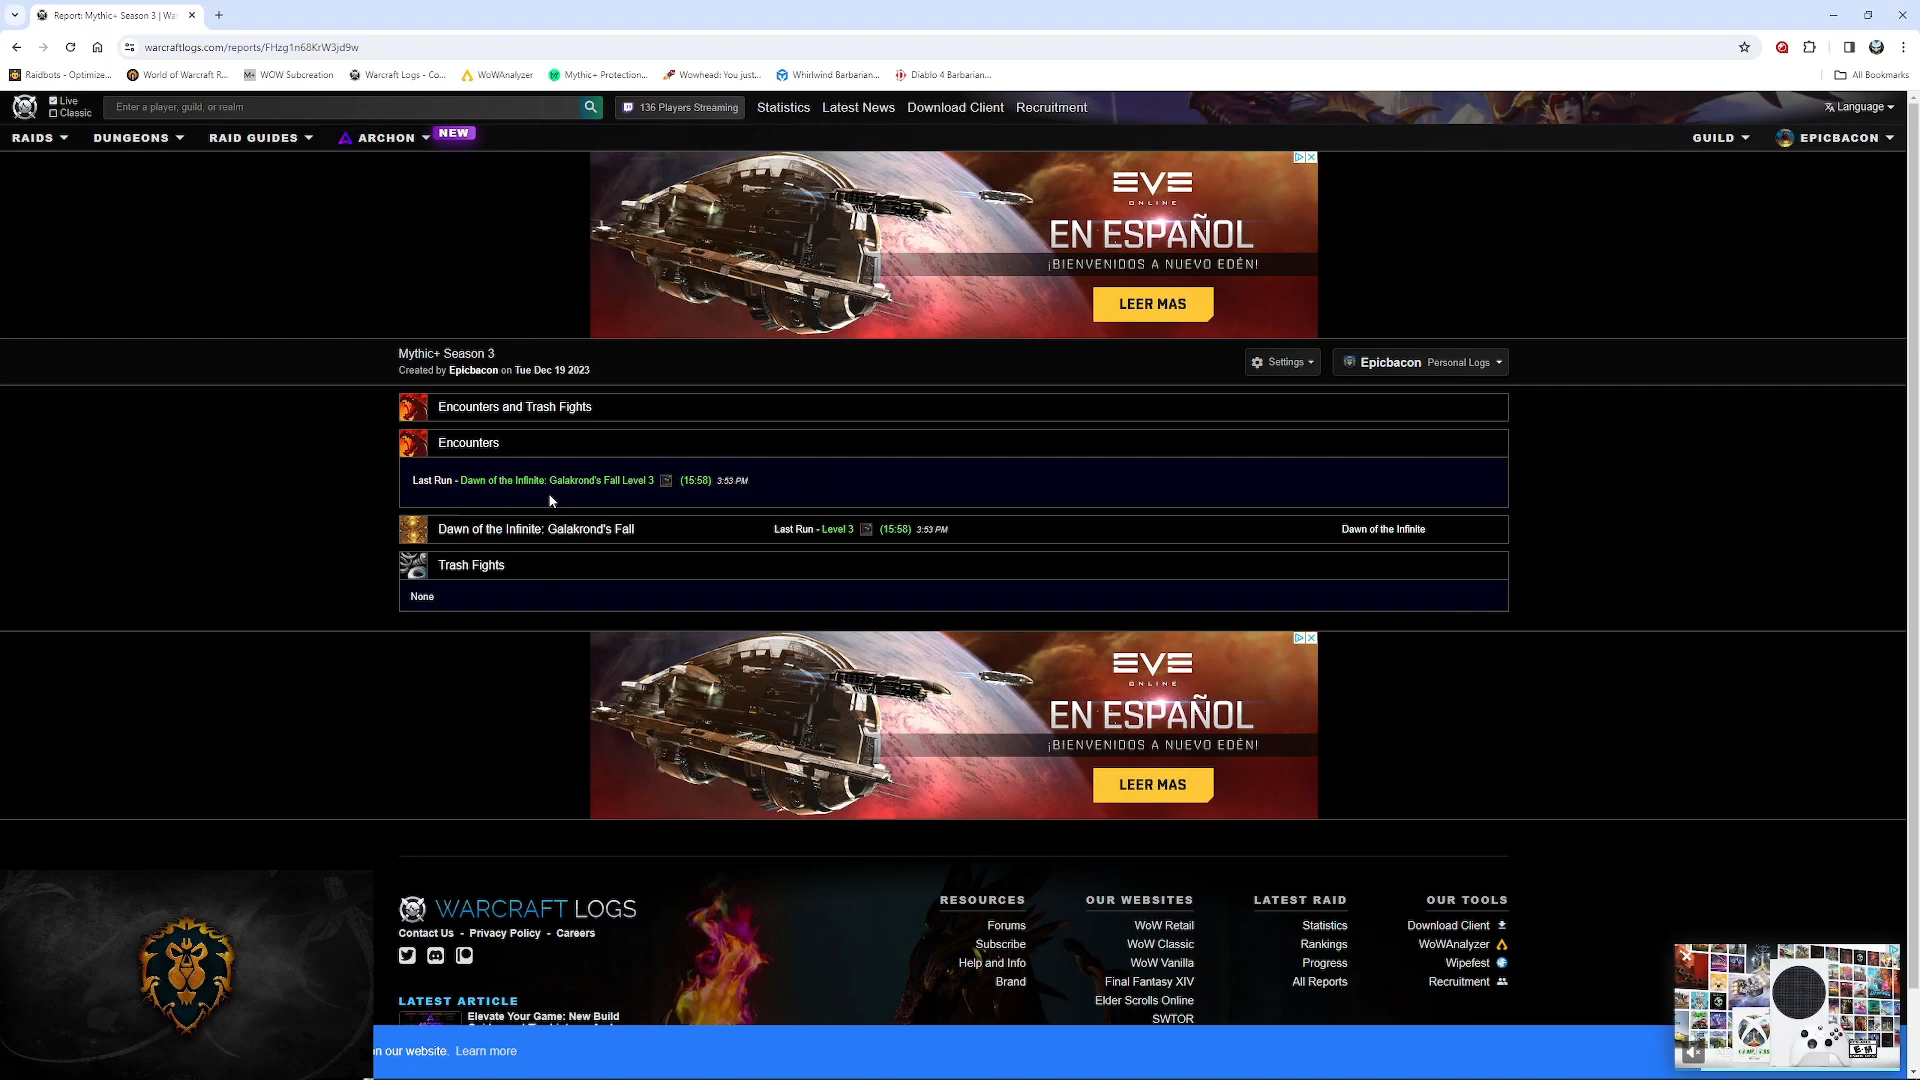 Report: Mythic+ Season 3 | Wa
warcraftlogs.com/reports/FHzg1n68KrW3jd9w
Raidbots - Optimize... World of Warcraft R... M+ WOW Subcreation Warcraft Logs - Co... WoWAnalyzer Mythic+ Protection... Wowhead: You just... Whirlwind Barbarian... Diablo 4 Barbarian... All Bookmarks
Live
Classic
Enter a player, guild, or realm
136 Players Streaming Statistics Latest News Download Client Recruitment
Language
RAIDS DUNGEONS RAID GUIDES ARCHON NEW GUILD EPICBACON
EVE
ONLINE
EN ESPAÑOL
¡BIENVENIDOS A NUEVO EDÉN!
LEER MAS
Mythic+ Season 3
Created by Epicbacon on Tue Dec 19 2023
Settings Epicbacon Personal Logs
Encounters and Trash Fights
Encounters
Last Run - Dawn of the Infinite: Galakrond's Fall Level 3 (15:58) 3:53 PM
Dawn of the Infinite: Galakrond's Fall Last Run - Level 3 (15:58) 3:53 PM Dawn of the Infinite
Trash Fights
None
EVE
ONLINE
EN ESPAÑOL
¡BIENVENIDOS A NUEVO EDÉN!
LEER MAS
WARCRAFT LOGS
Contact Us - Privacy Policy - Careers
LATEST ARTICLE
Elevate Your Game: New Build
RESOURCES
Forums
Subscribe
Help and Info
Brand
OUR WEBSITES
WoW Retail
WoW Classic
WoW Vanilla
Final Fantasy XIV
Elder Scrolls Online
SWTOR
LATEST RAID
Statistics
Rankings
Progress
All Reports
OUR TOOLS
Download Client
WoWAnalyzer
Wipefest
Recruitment
n our website. Learn more